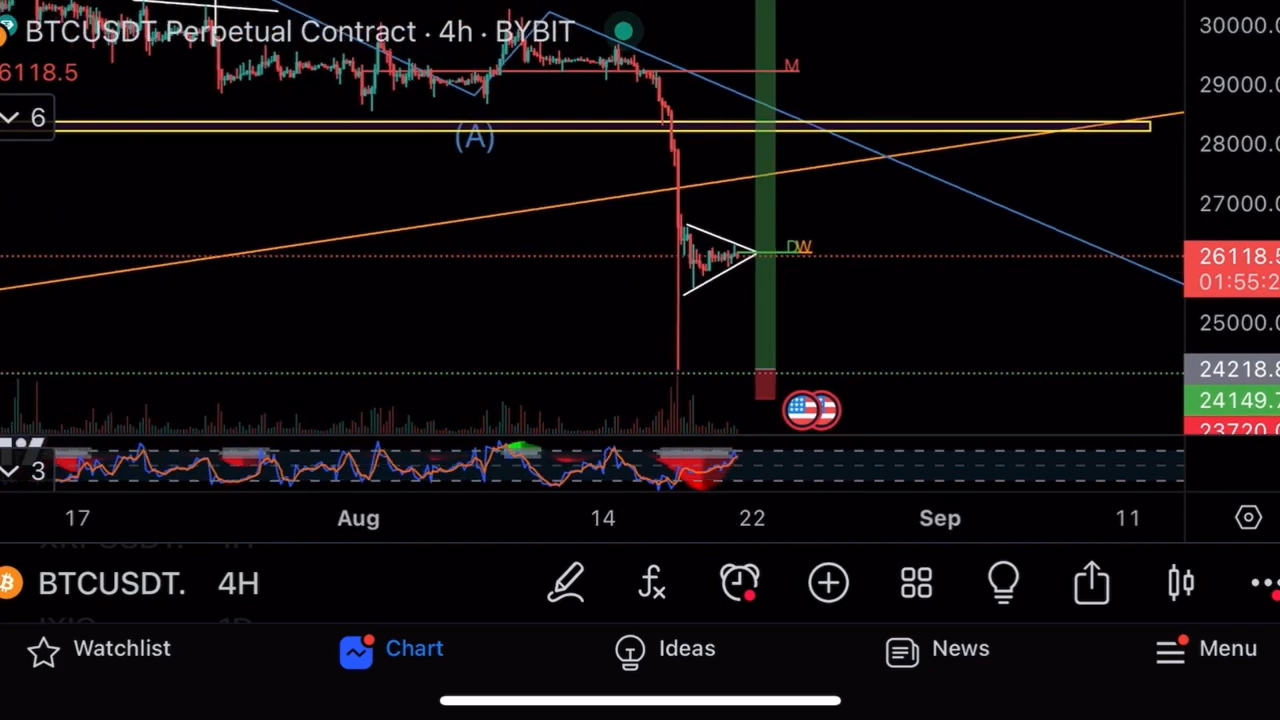 BTCUSDT Perpetual Contract · 4h · BYBIT
6118.5
6
(A)
M
DW
30000.
29000.
28000.0
27000.0
26118.5
01:55:2
25000.0
24218.8
24149.7
23720.0
3
17 Aug 14 22 Sep 11
BTCUSDT. 4H
Watchlist Chart Ideas News Menu